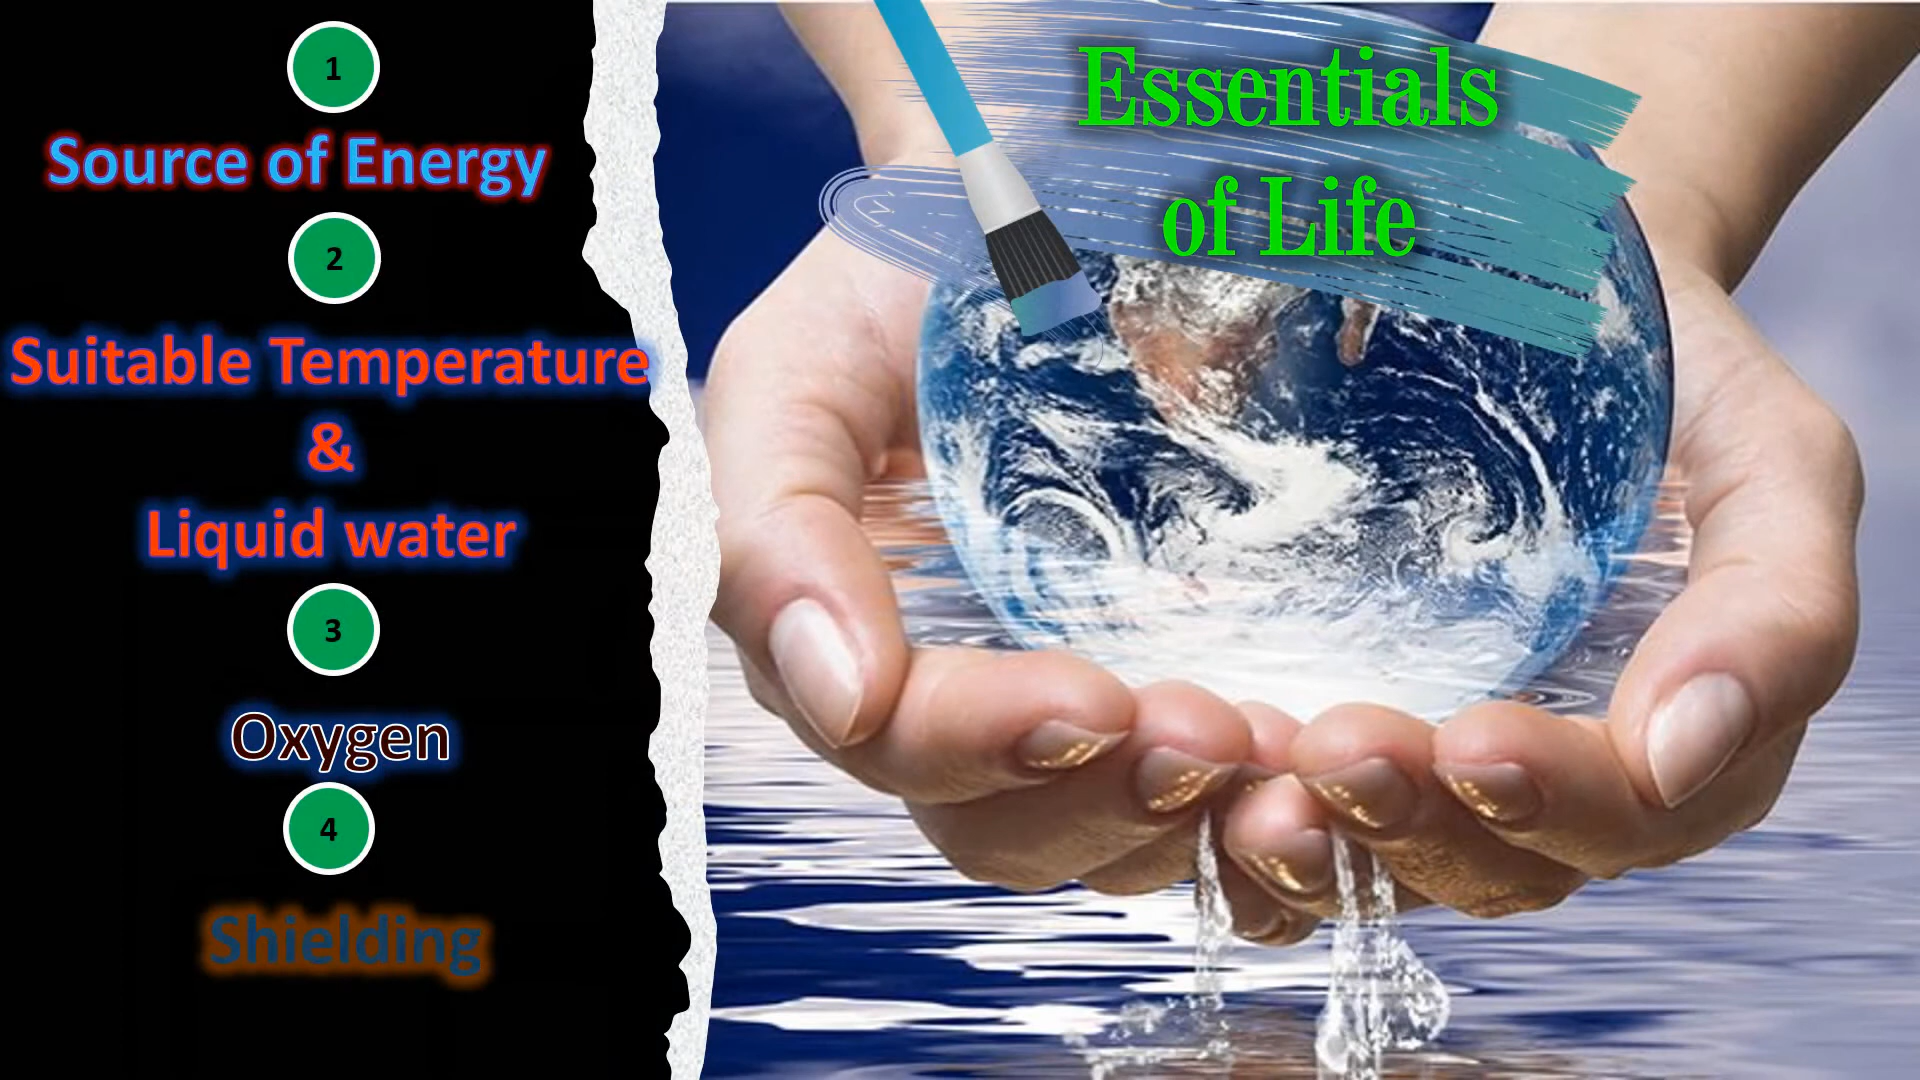 1
Source of Energy
2
Suitable Temperature
&
Liquid water
3
Oxygen
4
Shielding
Essentials
of Life